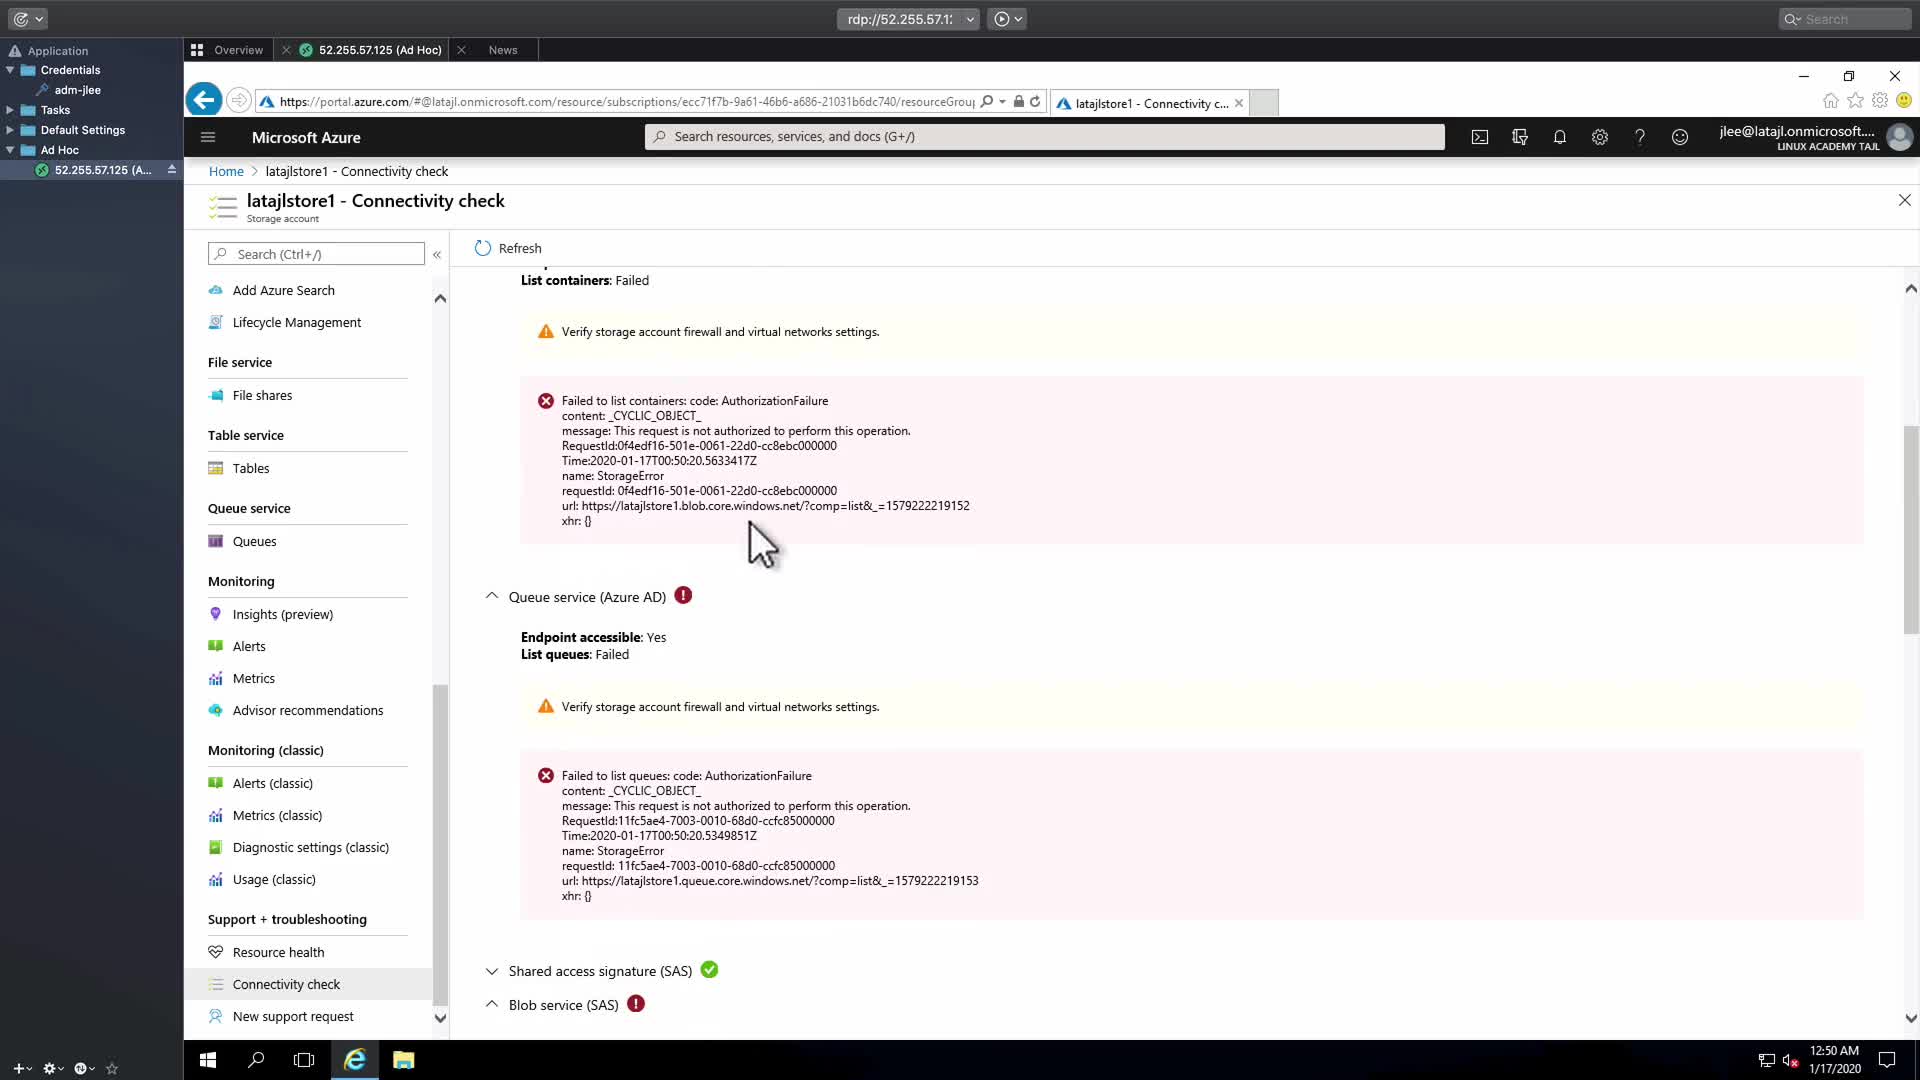 rdp://52.255.57.12
Search
Application
Credentials
adm-jlee
Tasks
Default Settings
Ad Hoc
52.255.57.125 (A...
Overview
52.255.57.125 (Ad Hoc)
News
https://portal.azure.com/#@latajl.onmicrosoft.com/resource/subscriptions/ecc71f7b-9a61-46b6-a686-21031b6dc740/resourceGrou
latajlstore1 - Connectivity c...
Microsoft Azure
Search resources, services, and docs (G+/)
jlee@latajl.onmicrosoft....
LINUX ACADEMY TAJL
Home > latajlstore1 - Connectivity check
latajlstore1 - Connectivity check
Storage account
Search (Ctrl+/)
«
Refresh
Add Azure Search
Lifecycle Management
File service
File shares
Table service
Tables
Queue service
Queues
Monitoring
Insights (preview)
Alerts
Metrics
Advisor recommendations
Monitoring (classic)
Alerts (classic)
Metrics (classic)
Diagnostic settings (classic)
Usage (classic)
Support + troubleshooting
Resource health
Connectivity check
New support request
List containers: Failed
Verify storage account firewall and virtual networks settings.
Failed to list containers: code: AuthorizationFailure
content: _CYCLIC_OBJECT_
message: This request is not authorized to perform this operation.
RequestId:0f4edf16-501e-0061-22d0-cc8ebc000000
Time:2020-01-17T00:50:20.5633417Z
name: StorageError
requestId: 0f4edf16-501e-0061-22d0-cc8ebc000000
url: https://latajlstore1.blob.core.windows.net/?comp=list&_=1579222219152
xhr: {}
Queue service (Azure AD)
Endpoint accessible: Yes
List queues: Failed
Verify storage account firewall and virtual networks settings.
Failed to list queues: code: AuthorizationFailure
content: _CYCLIC_OBJECT_
message: This request is not authorized to perform this operation.
RequestId:11fc5ae4-7003-0010-68d0-ccfc85000000
Time:2020-01-17T00:50:20.5349851Z
name: StorageError
requestId: 11fc5ae4-7003-0010-68d0-ccfc85000000
url: https://latajlstore1.queue.core.windows.net/?comp=list&_=1579222219153
xhr: {}
Shared access signature (SAS)
Blob service (SAS)
12:50 AM
1/17/2020